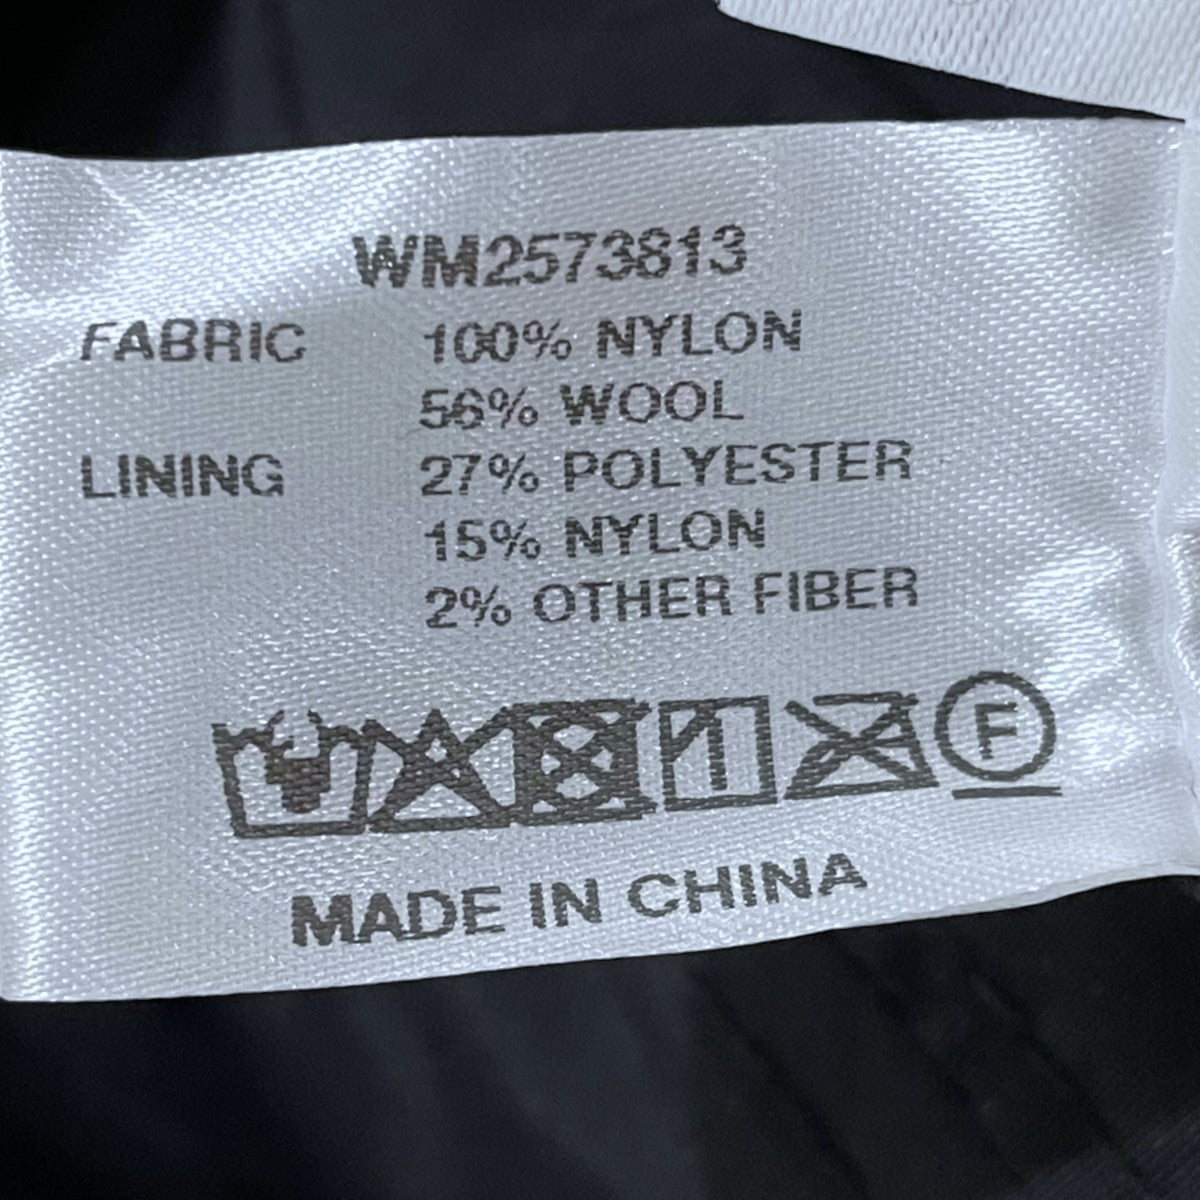 WM2573813
FABRIC 100% NYLON
56% WOOL
LINING 27% POLYESTER
15% NYLON
2% OTHER FIBER
F
MADE IN CHINA